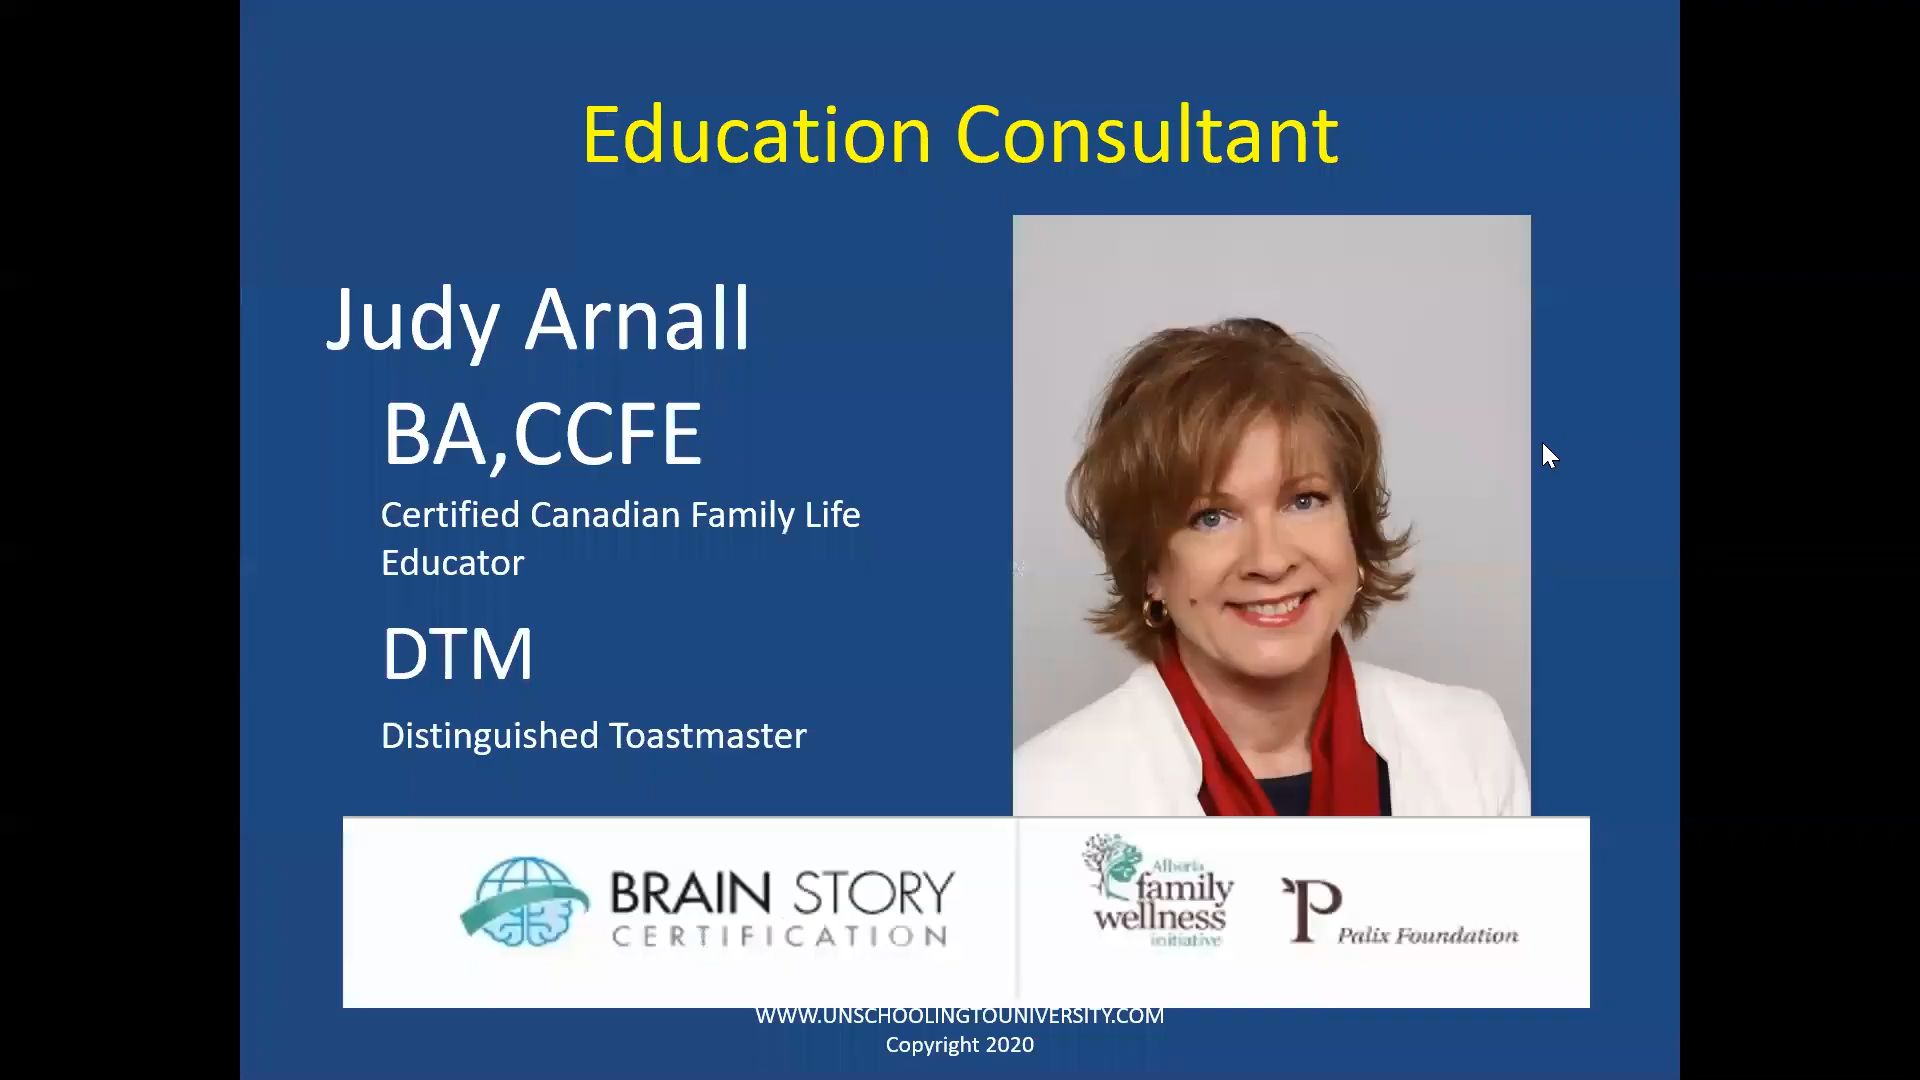 Education Consultant
Judy Arnall
BA,CCFE
Certified Canadian Family Life
Educator
DTM
Distinguished Toastmaster
BRAIN STORY
CERTIFICATION
Alberta
family
wellness
initiative
P
Palix Foundation
WWW.UNSCHOOLINGTOUNIVERSITY.COM
Copyright 2020